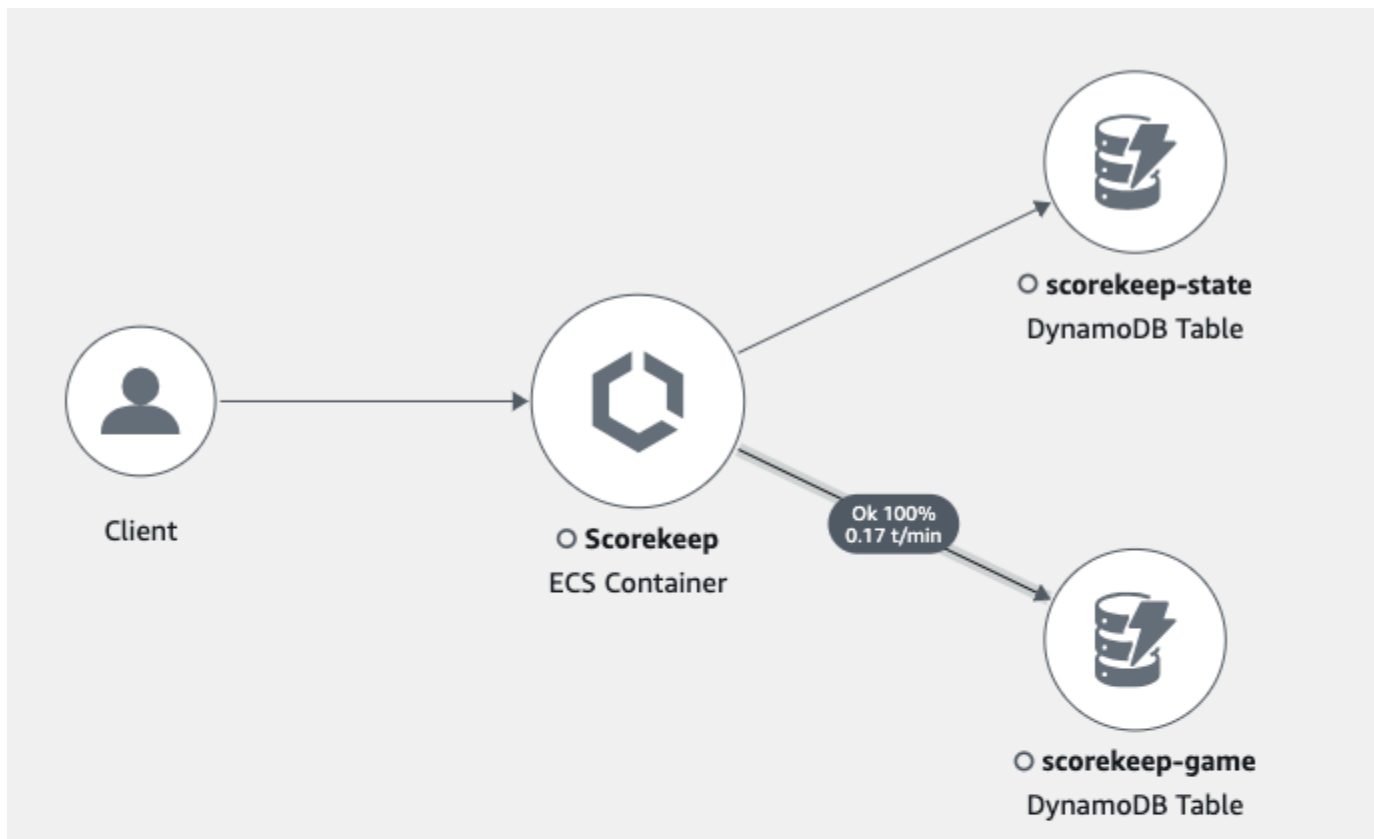 Client
Scorekeep
ECS Container
scorekeep-state
DynamoDB Table
Ok 100%
0.17 t/min
scorekeep-game
DynamoDB Table